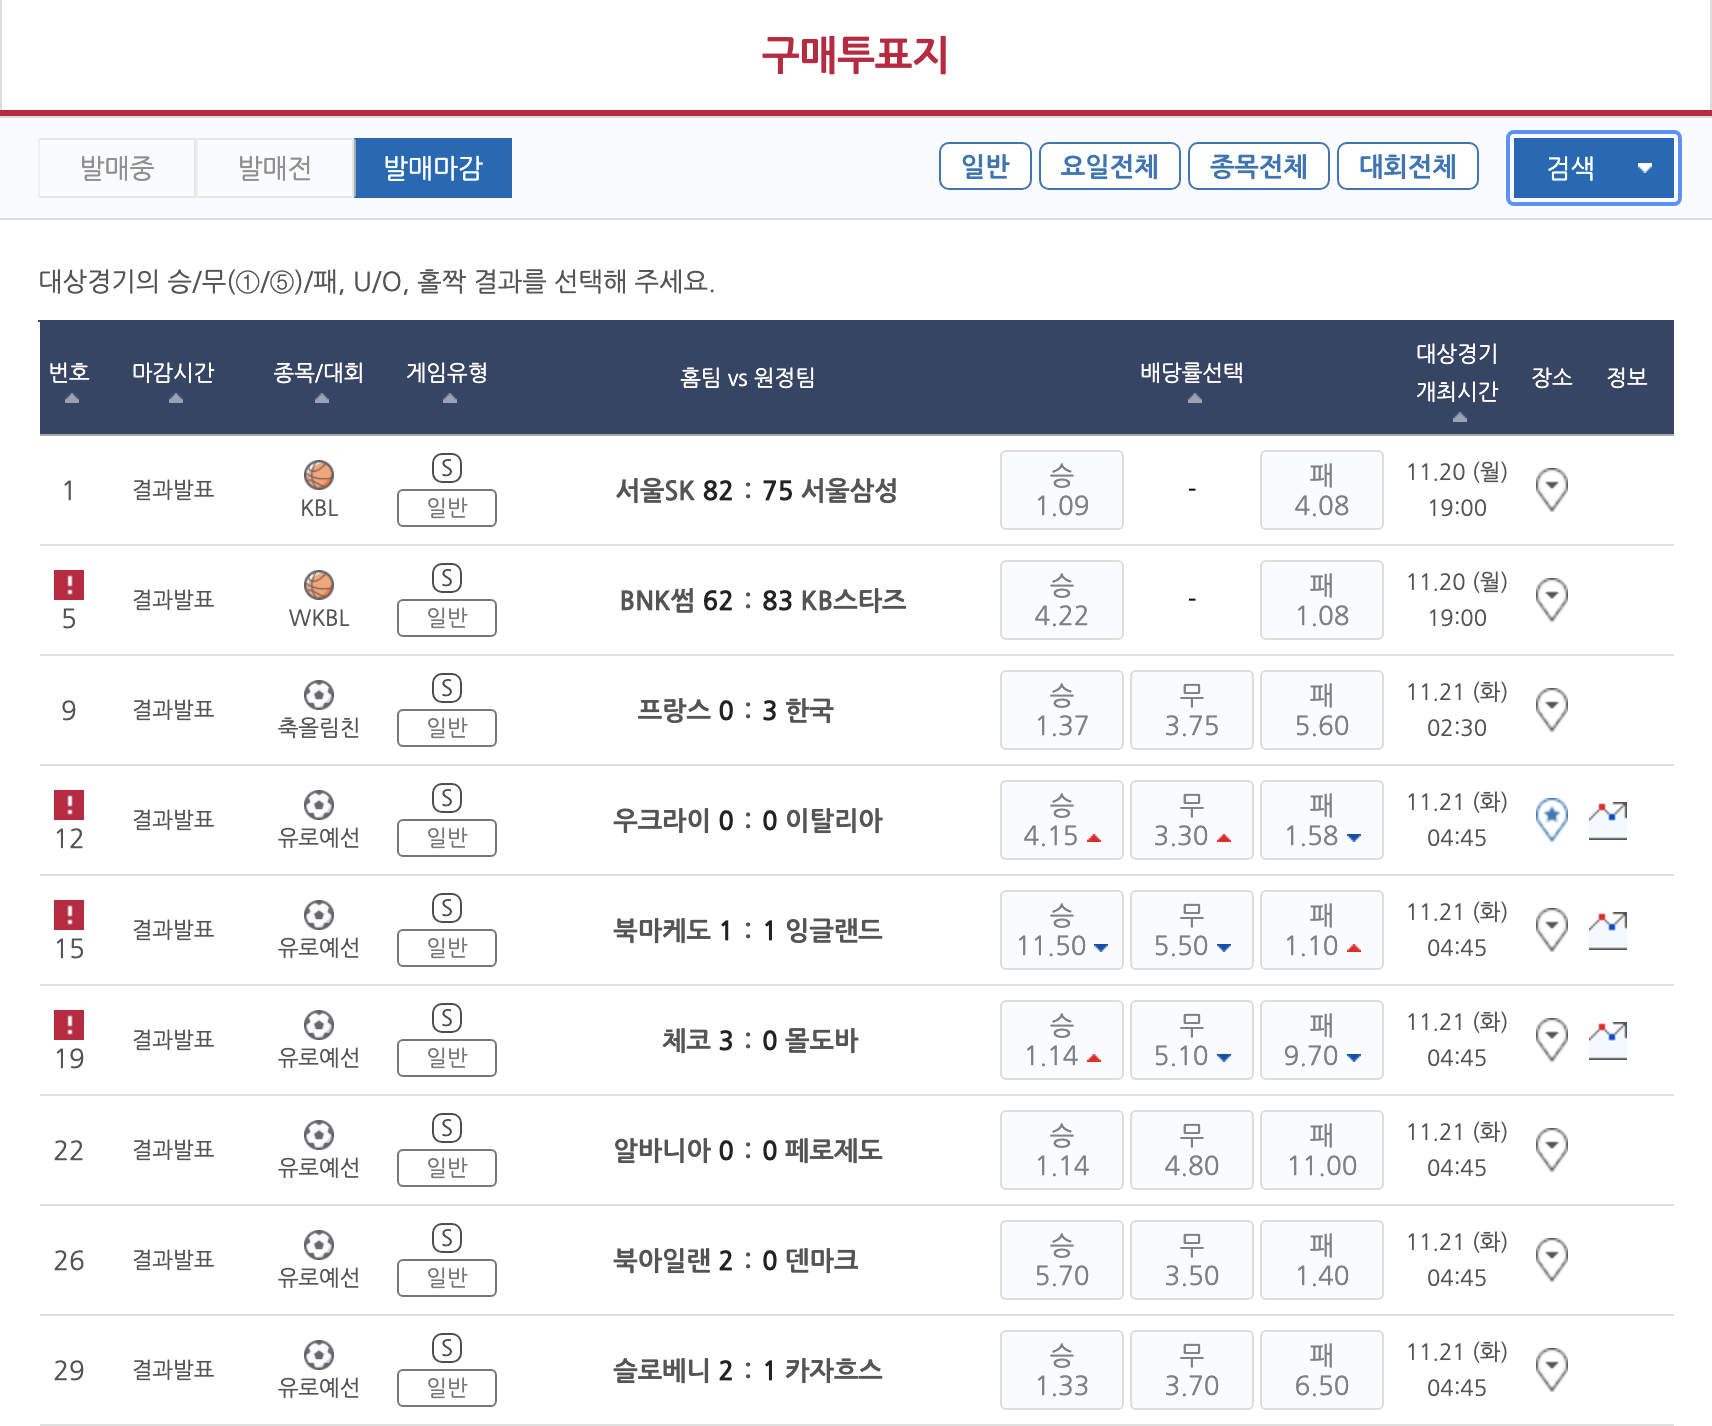 구매투표지
발매중 발매전 발매마감 일반 요일전체 종목전체 대회전체 검색
대상경기의 승/무(①/⑤)/패, U/O, 홀짝 결과를 선택해 주세요.
번호 마감시간 종목/대회 게임유형 홈팀 vs 원정팀 배당률선택 대상경기 개최시간 장소 정보
1 결과발표 KBL S 일반 서울SK 82 : 75 서울삼성 승 1.09 - 패 4.08 11.20 (월) 19:00
! 5 결과발표 WKBL S 일반 BNK썸 62 : 83 KB스타즈 승 4.22 - 패 1.08 11.20 (월) 19:00
9 결과발표 축올림친 S 일반 프랑스 0 : 3 한국 승 1.37 무 3.75 패 5.60 11.21 (화) 02:30
! 12 결과발표 유로예선 S 일반 우크라이 0 : 0 이탈리아 승 4.15 무 3.30 패 1.58 11.21 (화) 04:45
! 15 결과발표 유로예선 S 일반 북마케도 1 : 1 잉글랜드 승 11.50 무 5.50 패 1.10 11.21 (화) 04:45
! 19 결과발표 유로예선 S 일반 체코 3 : 0 몰도바 승 1.14 무 5.10 패 9.70 11.21 (화) 04:45
22 결과발표 유로예선 S 일반 알바니아 0 : 0 페로제도 승 1.14 무 4.80 패 11.00 11.21 (화) 04:45
26 결과발표 유로예선 S 일반 북아일랜 2 : 0 덴마크 승 5.70 무 3.50 패 1.40 11.21 (화) 04:45
29 결과발표 유로예선 S 일반 슬로베니 2 : 1 카자흐스 승 1.33 무 3.70 패 6.50 11.21 (화) 04:45